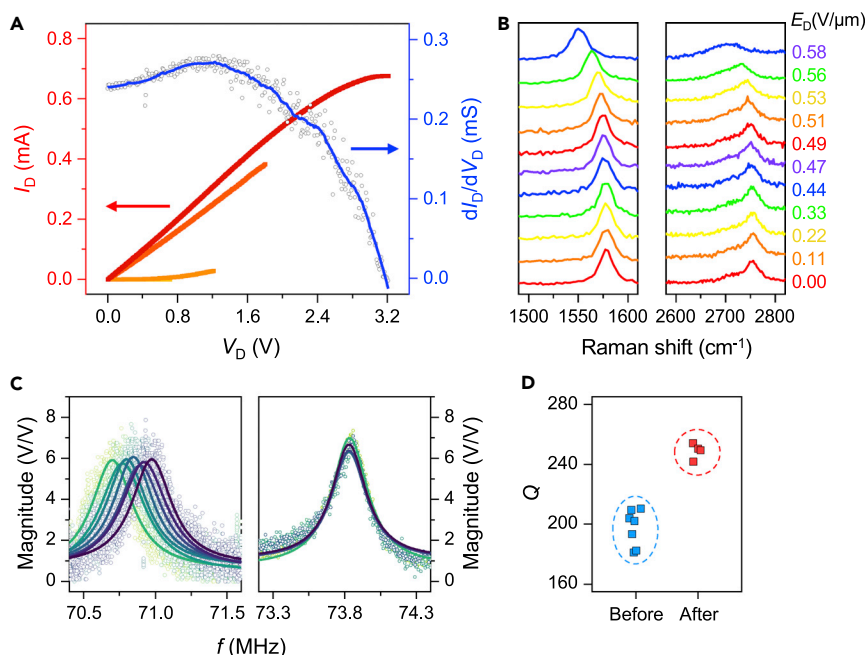 A
0.8
0.6
0.4
0.2
0.0
I_D (mA)
0.3
0.2
0.1
0.0
dI_D/dV_D (mS)
0.0 0.8 1.6 2.4 3.2
V_D (V)
B
E_D(V/μm)
0.58
0.56
0.53
0.51
0.49
0.47
0.44
0.33
0.22
0.11
0.00
1500 1550 1600 2700 2800
Raman shift (cm⁻¹)
C
8
6
4
2
0
Magnitude (V/V)
8
6
4
2
0
Magnitude (V/V)
70.5 71.0 71.5 73.3 73.8 74.3
f (MHz)
D
280
240
200
160
Q
Before After